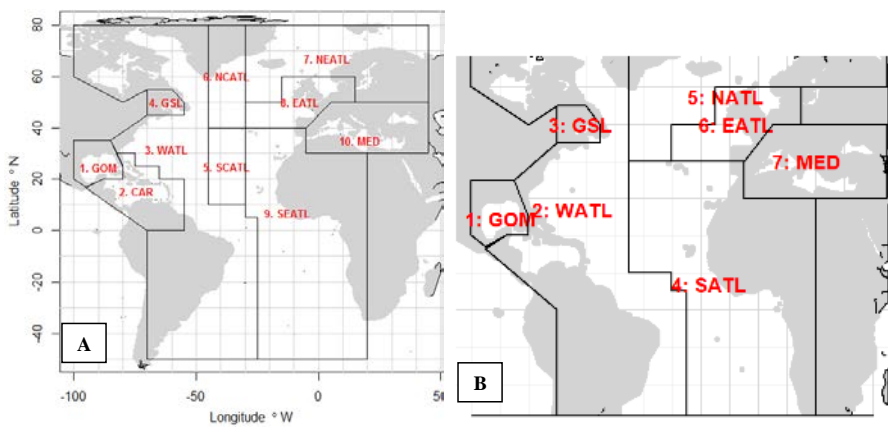 80
60
40
20
0
-20
-40
Latitude ° N
7. NEATL
6. NCATL
4. GSL
8. EATL
3. WATL
10. MED
1. GOM
5. SCATL
2. CAR
9. SEATL
A
-100
-50
0
50
Longitude ° W
5: NATL
3: GSL
6: EATL
7: MED
1: GOM
2: WATL
4: SATL
B